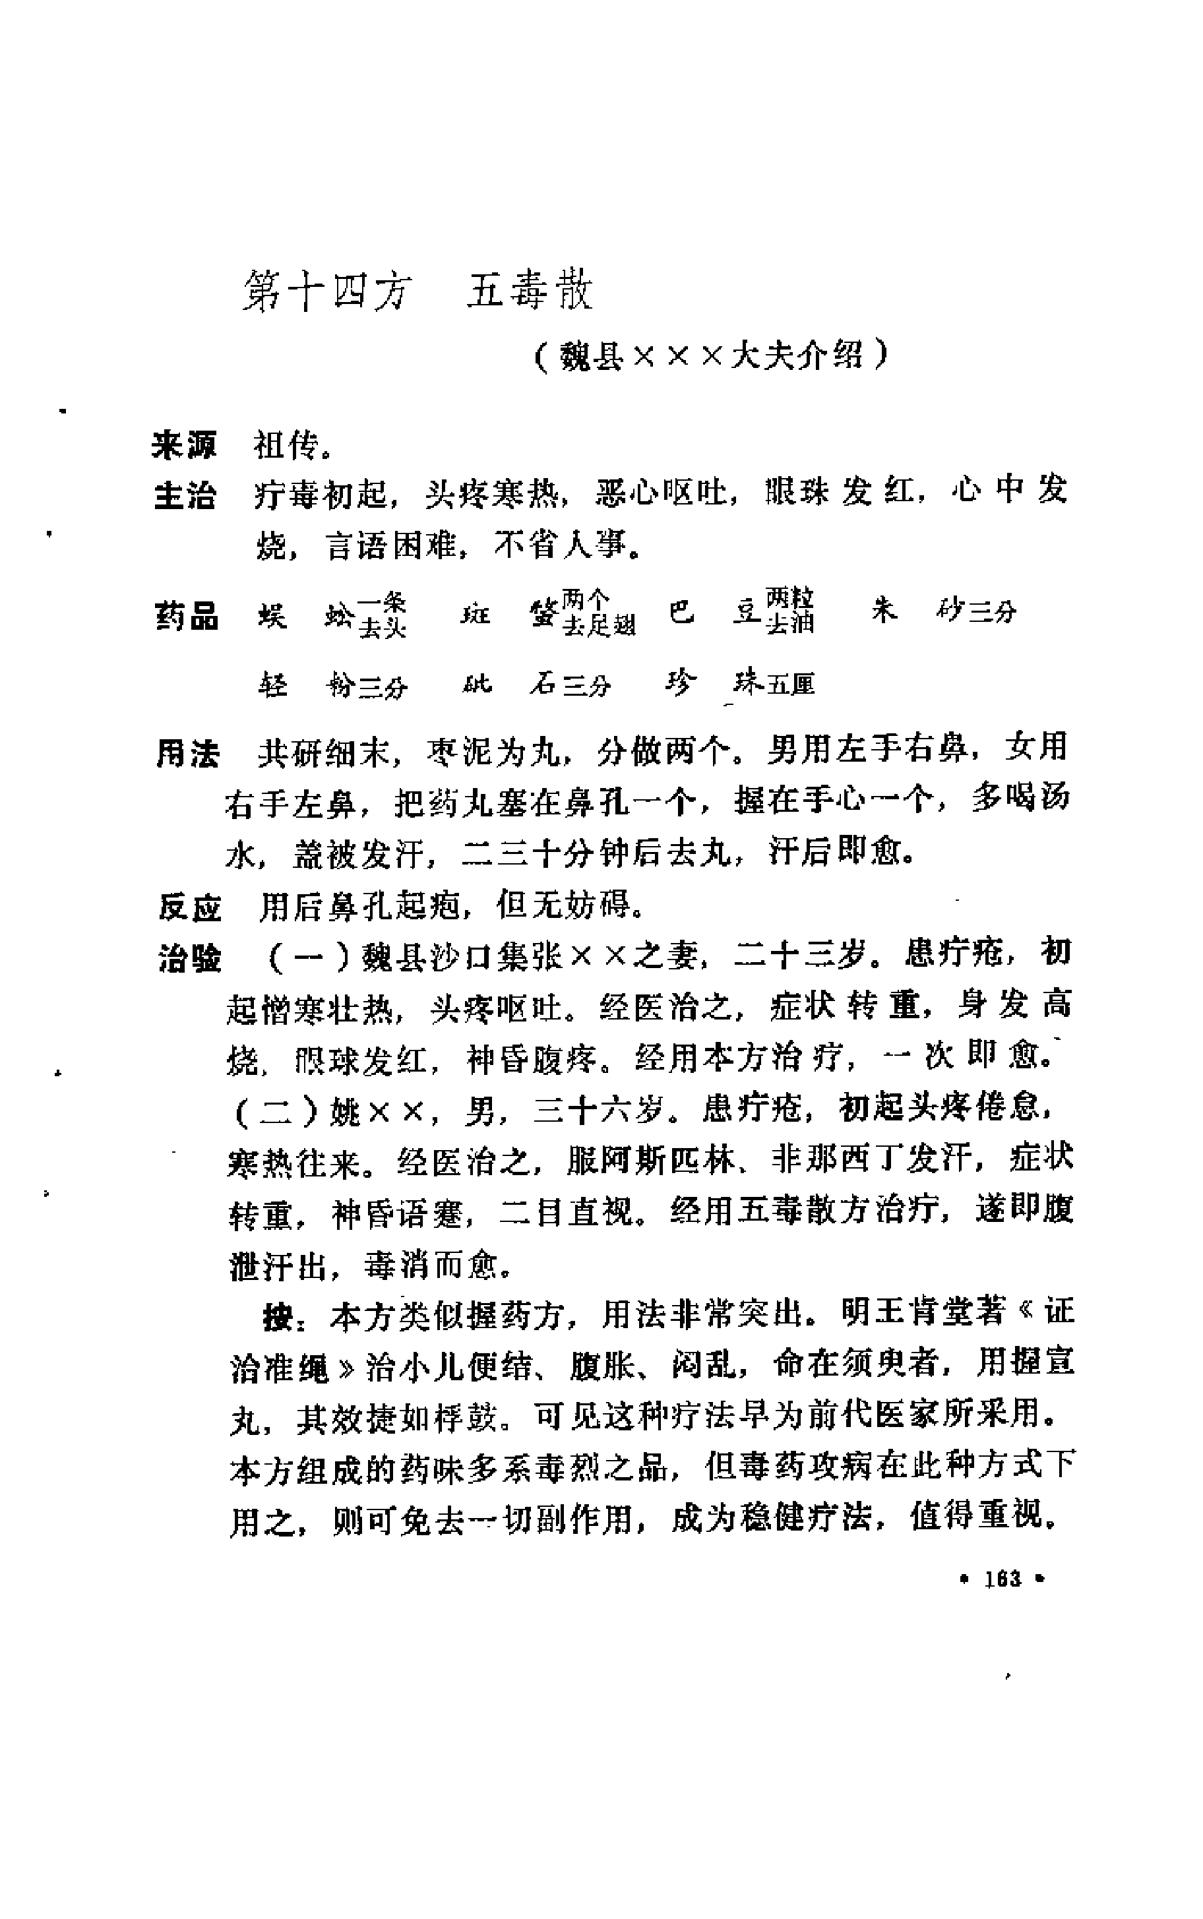 第十四方　五毒散
（魏县×××大夫介绍）
来源　祖传。
主治　疔毒初起，头疼寒热，恶心呕吐，眼珠发红，心中发
烧，言语困难，不省人事。
药品　蜈蚣一条去头　斑蝥两个去足翅　巴豆两粒去油　朱砂三分
轻粉三分　砒石三分　珍珠五厘
用法　共研细末，枣泥为丸，分做两个。男用左手右鼻，女用
右手左鼻，把药丸塞在鼻孔一个，握在手心一个，多喝汤
水，盖被发汗，二三十分钟后去丸，汗后即愈。
反应　用后鼻孔起疱，但无妨碍。
治验　（一）魏县沙口集张××之妻，二十三岁。患疔疮，初
起憎寒壮热，头疼呕吐。经医治之，症状转重，身发高
烧，眼球发红，神昏腹疼。经用本方治疗，一次即愈。
（二）姚××，男，三十六岁。患疔疮，初起头疼倦怠，
寒热往来。经医治之，服阿斯匹林、非那西丁发汗，症状
转重，神昏语蹇，二目直视。经用五毒散方治疗，遂即腹
泄汗出，毒消而愈。
按：本方类似握药方，用法非常突出。明王肯堂著《证
治准绳》治小儿便结、腹胀、闷乱，命在须臾者，用握宣
丸，其效捷如桴鼓。可见这种疗法早为前代医家所采用。
本方组成的药味多系毒烈之品，但毒药攻病在此种方式下
用之，则可免去一切副作用，成为稳健疗法，值得重视。
• 163 •